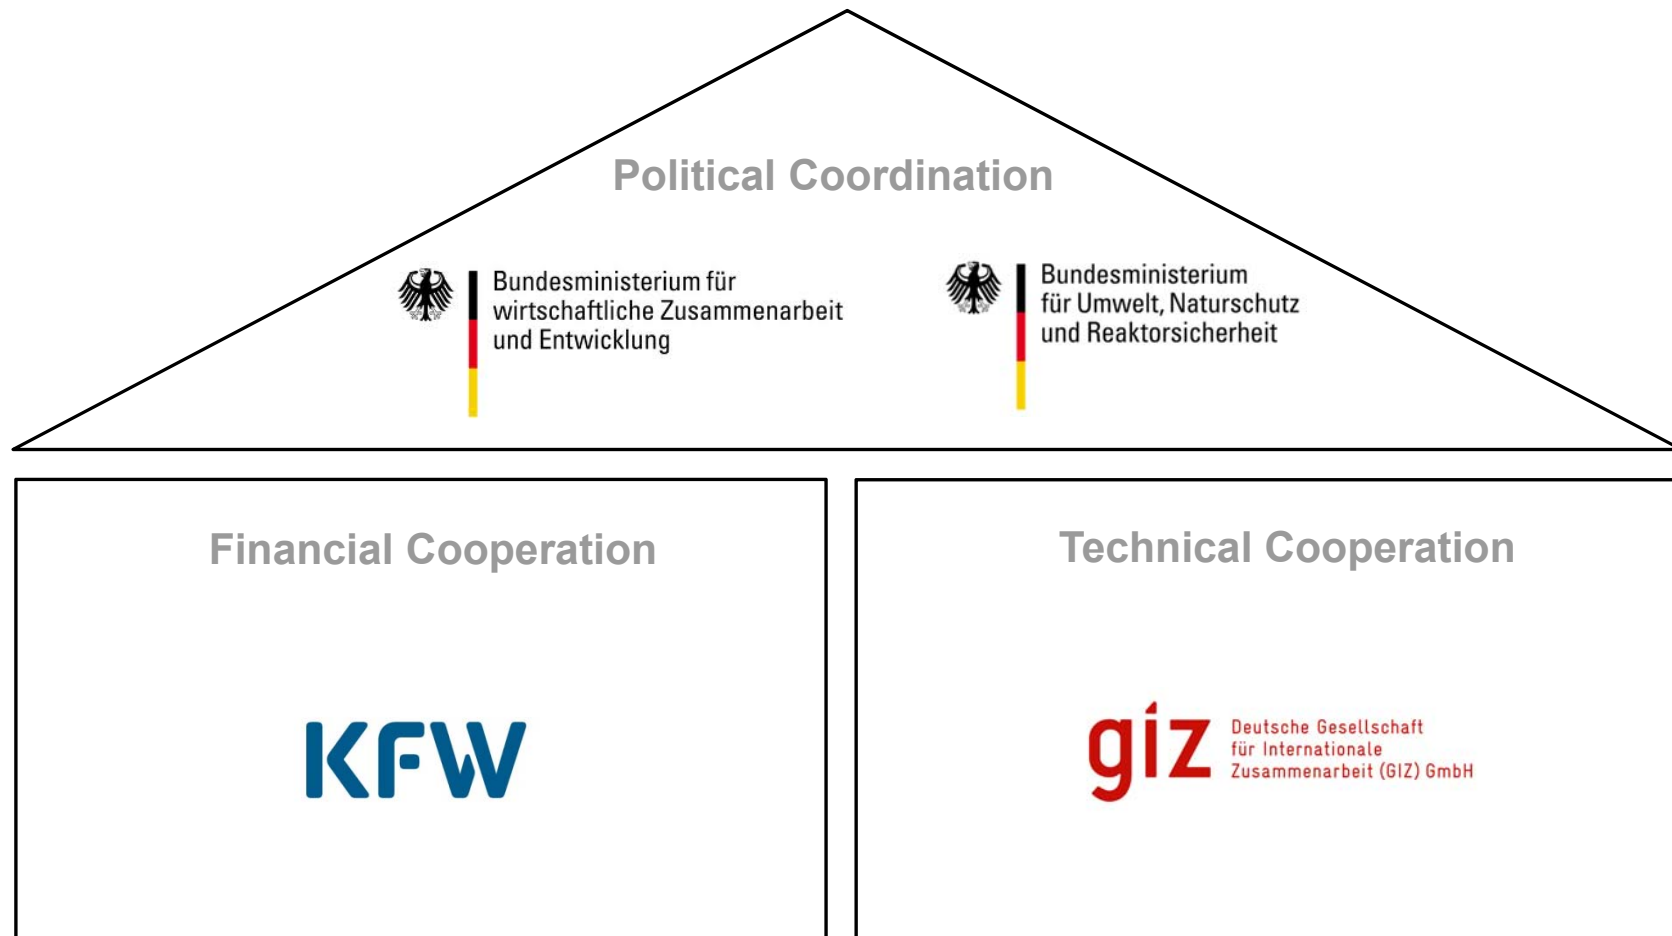 Political Coordination
Bundesministerium für
wirtschaftliche Zusammenarbeit
und Entwicklung
Bundesministerium
für Umwelt, Naturschutz
und Reaktorsicherheit
Financial Cooperation
KFW
Technical Cooperation
giz
Deutsche Gesellschaft
für Internationale
Zusammenarbeit (GIZ) GmbH